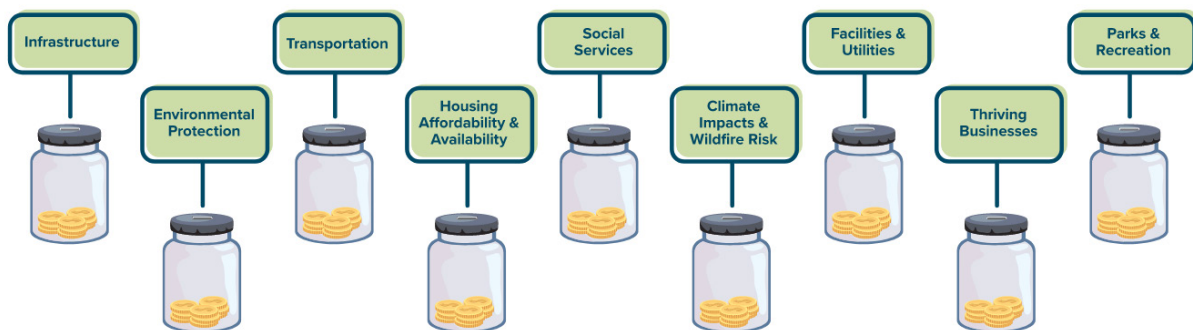 Infrastructure
Environmental
Protection
Transportation
Housing
Affordability &
Availability
Social
Services
Climate
Impacts &
Wildfire Risk
Facilities &
Utilities
Thriving
Businesses
Parks &
Recreation